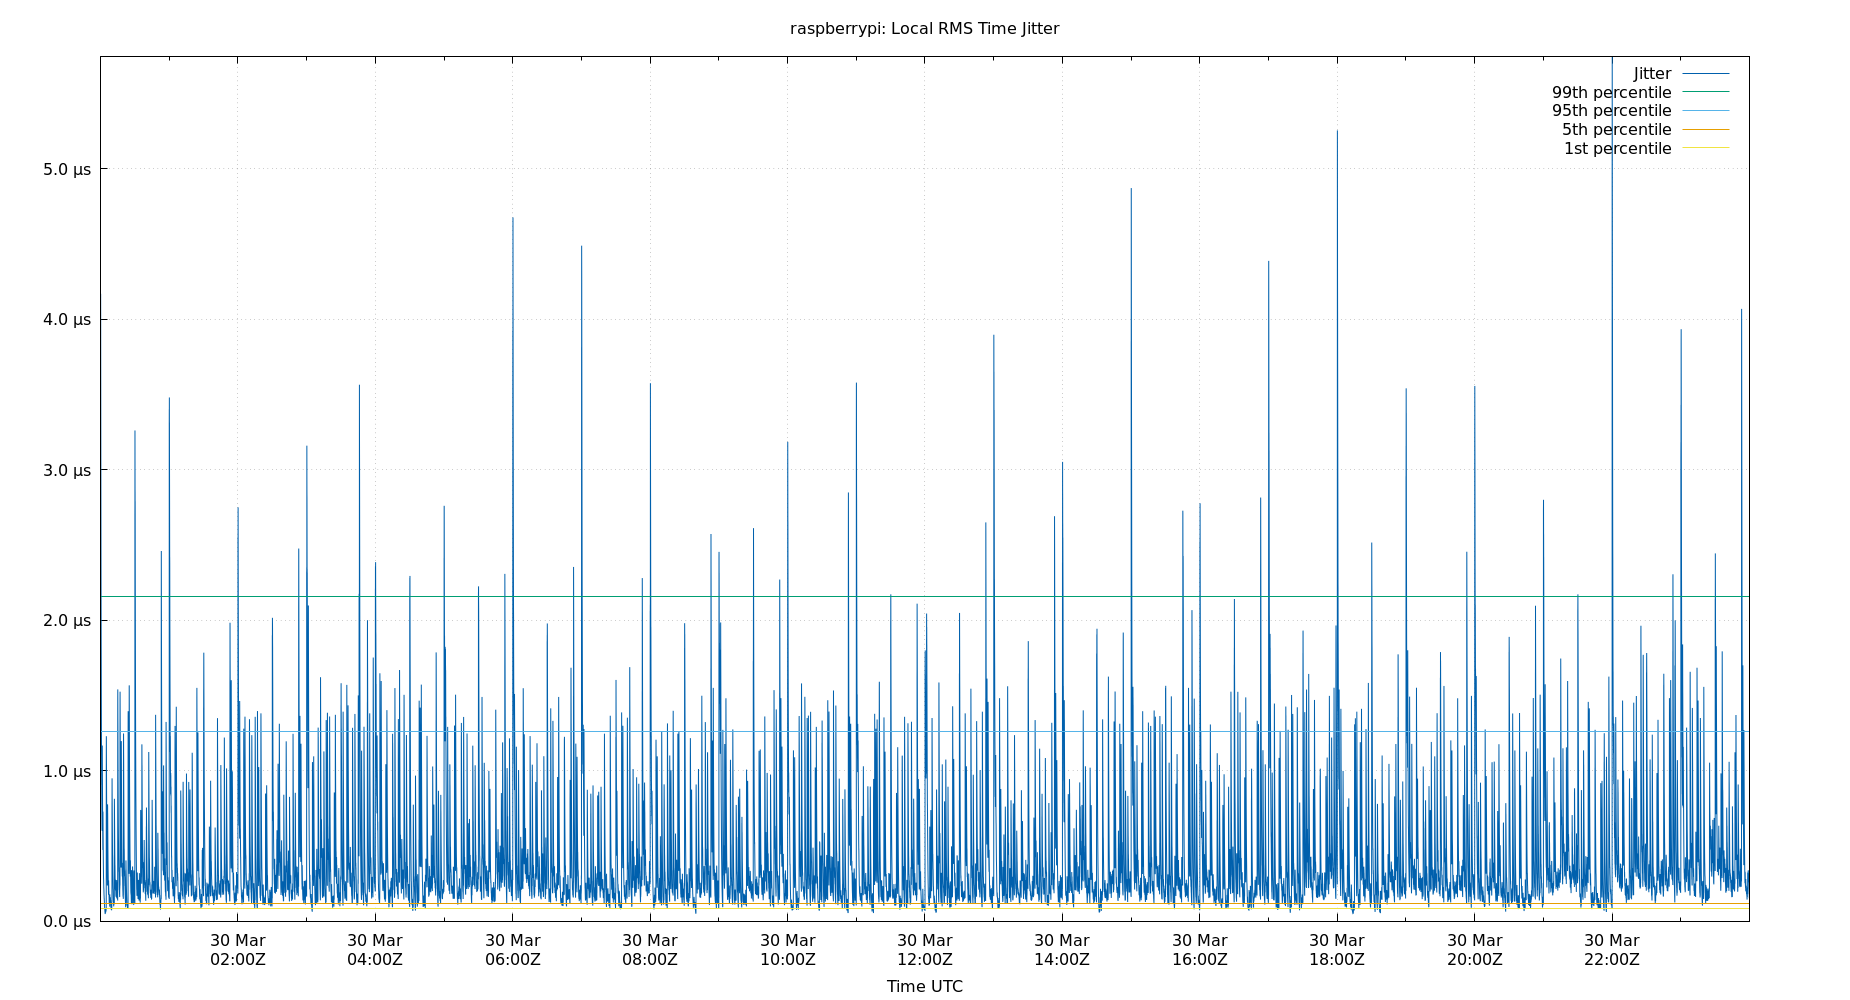 raspberrypi: Local RMS Time Jitter
Jitter
99th percentile
95th percentile
5th percentile
1st percentile
5.0 µs
4.0 µs
3.0 µs
2.0 µs
1.0 µs
0.0 µs
30 Mar 30 Mar 30 Mar 30 Mar 30 Mar 30 Mar 30 Mar 30 Mar 30 Mar 30 Mar 30 Mar
02:00Z 04:00Z 06:00Z 08:00Z 10:00Z 12:00Z 14:00Z 16:00Z 18:00Z 20:00Z 22:00Z
Time UTC